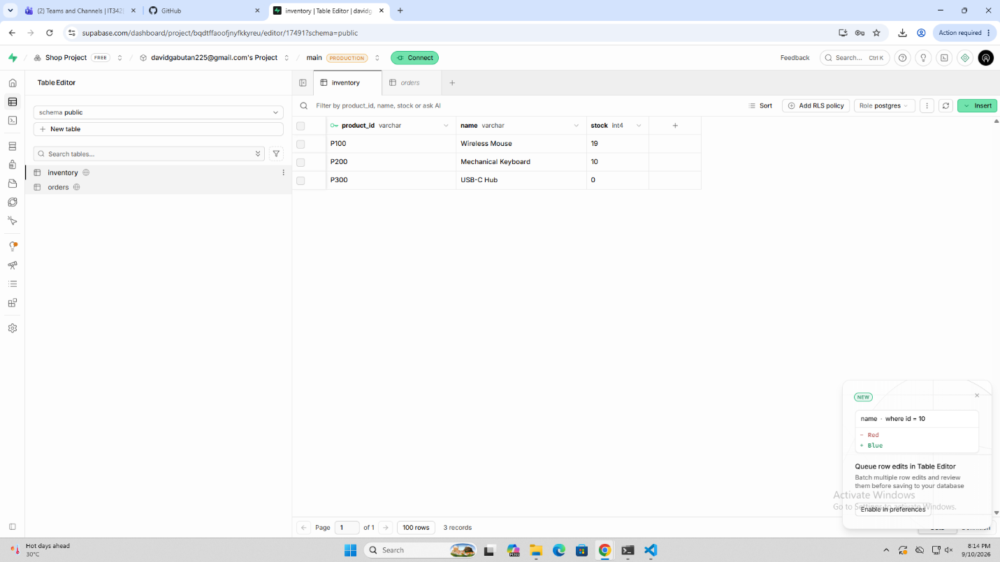 (2) Teams and Channels | IT342(
GitHub
inventory | Table Editor | davidg
supabase.com/dashboard/project/bqdtffaoofjnyfkkyreu/editor/17491?schema=public
Action required
Shop Project FREE
davidgabutan225@gmail.com's Project
main PRODUCTION
Connect
Feedback
Search... Ctrl K
Table Editor
inventory
orders
schema public
Filter by product_id, name, stock or ask AI
Sort
Add RLS policy
Role postgres
Insert
New table
product_id varchar
name varchar
stock int4
Search tables...
P100 Wireless Mouse 19
P200 Mechanical Keyboard 10
P300 USB-C Hub 0
inventory
orders
NEW
name where id = 10
- Red
+ Blue
Queue row edits in Table Editor
Batch multiple row edits and review
them before saving to your database
Activate Windows
Go to Settings to activate Windows.
Enable in preferences
Page 1 of 1
100 rows
3 records
Hot days ahead
30°C
Search
8:14 PM
9/10/2026